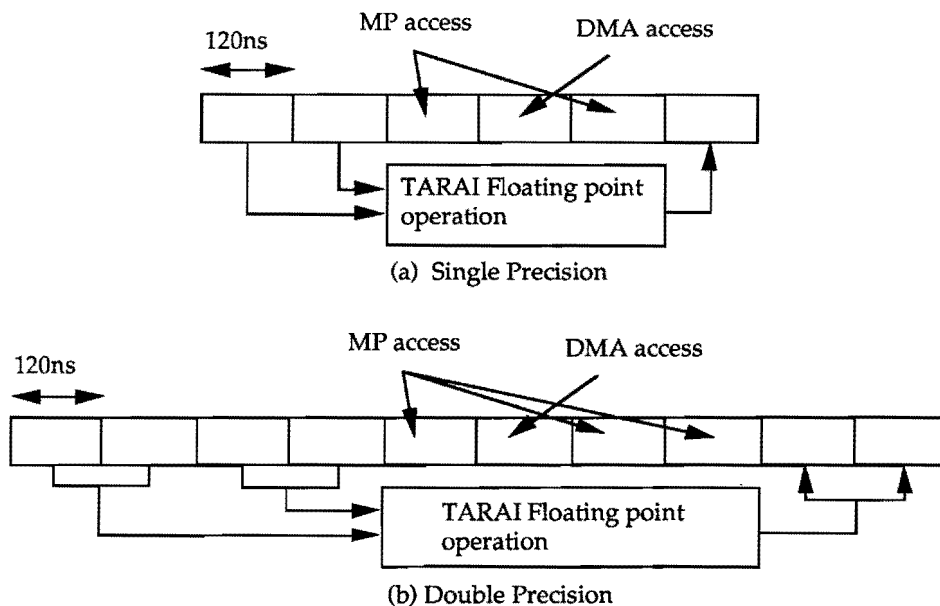 MP access
DMA access
120ns
TARAI Floating point
operation
(a) Single Precision
MP access
DMA access
120ns
TARAI Floating point
operation
(b) Double Precision